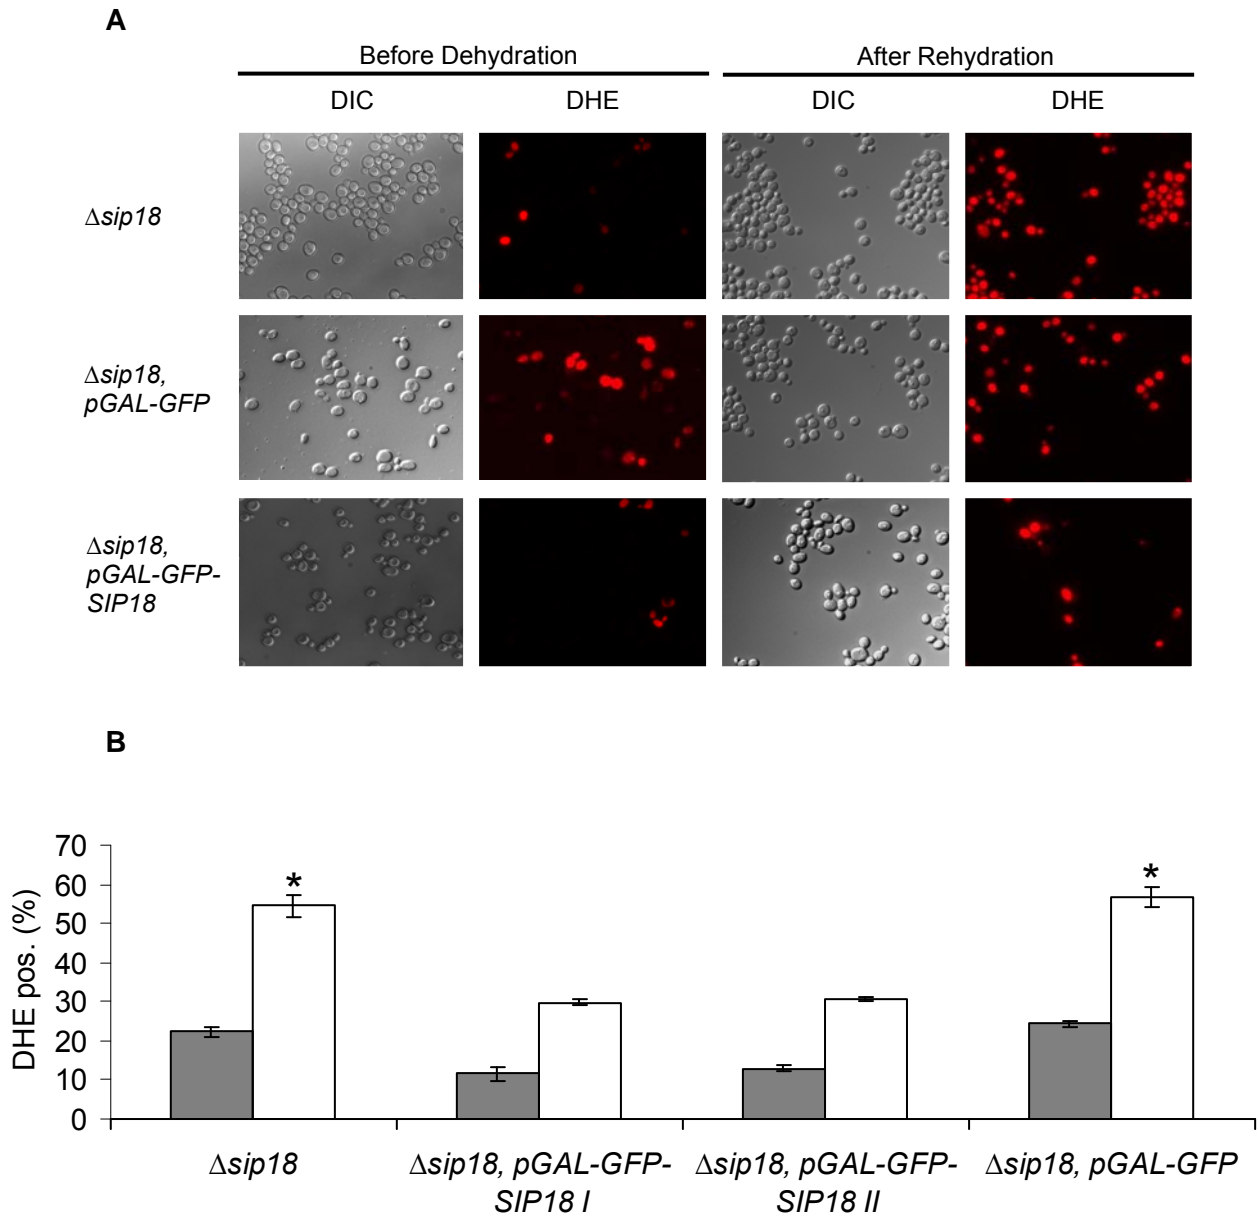 A
Before Dehydration After Rehydration
DIC DHE DIC DHE
Δsip18
Δsip18,
pGAL-GFP
Δsip18,
pGAL-GFP-
SIP18
B
DHE pos. (%)
70
60
50
40
30
20
10
0
*
*
Δsip18
Δsip18, pGAL-GFP-
SIP18 I
Δsip18, pGAL-GFP-
SIP18 II
Δsip18, pGAL-GFP